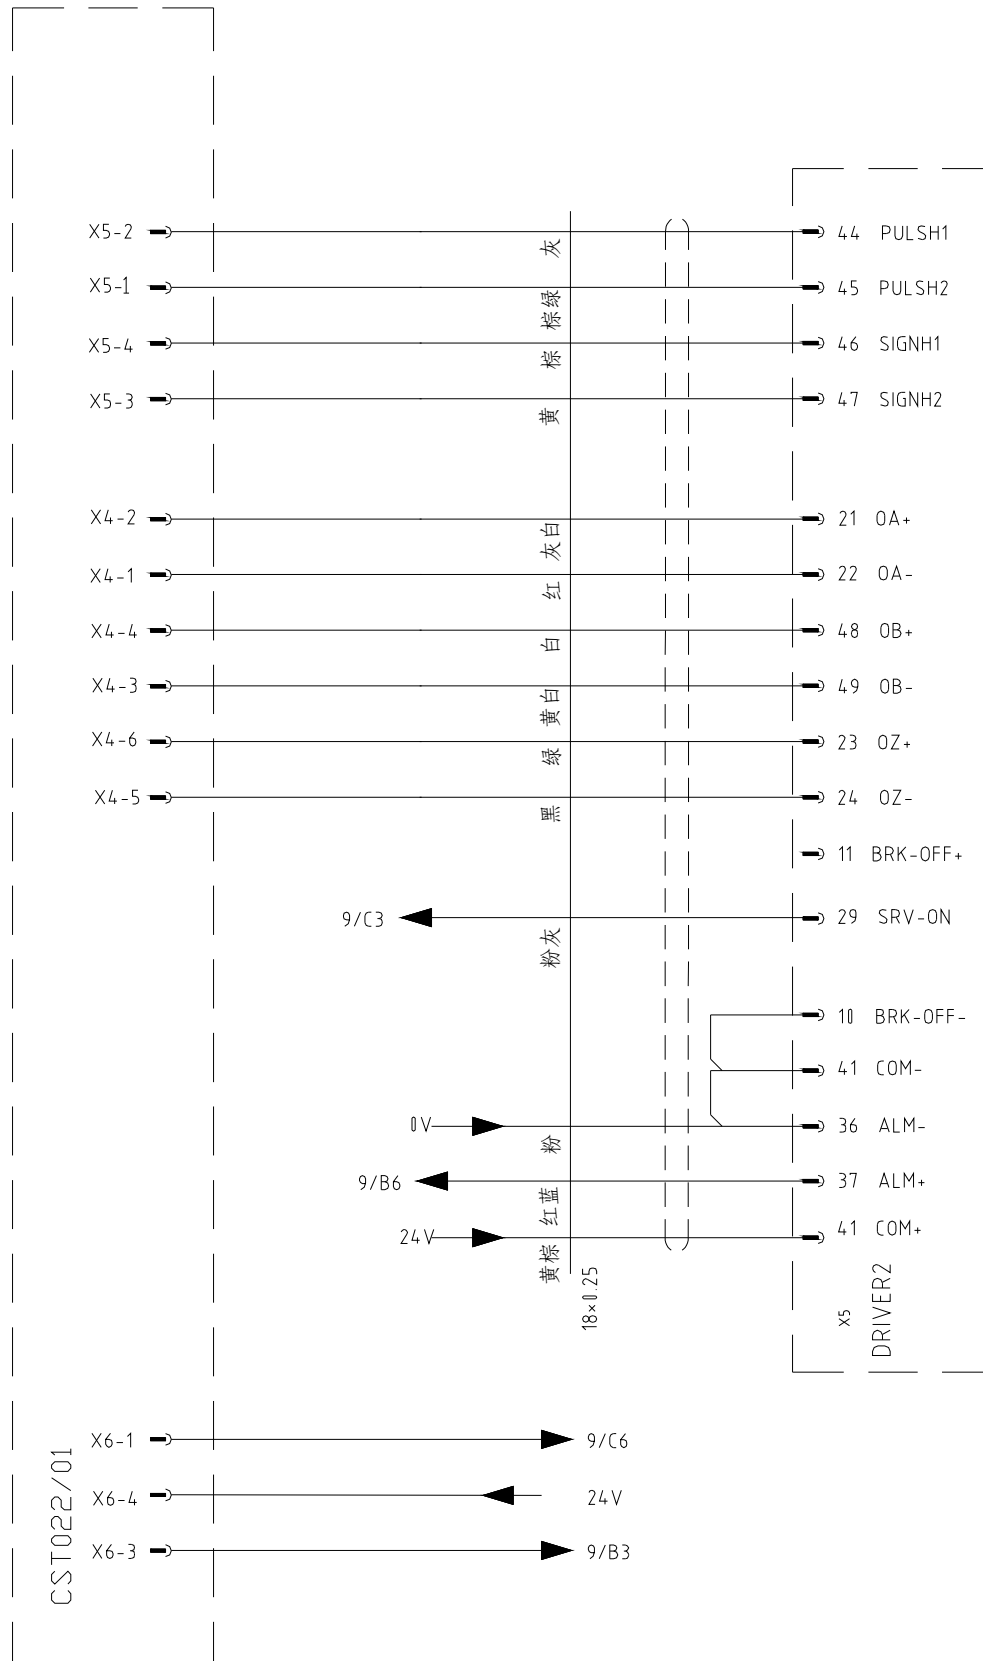 X5-2 44 PULSH1
灰
X5-1 45 PULSH2
棕绿
X5-4 46 SIGNH1
棕
X5-3 47 SIGNH2
黄
X4-2 21 OA+
灰白
X4-1 22 OA-
红
X4-4 48 OB+
白
X4-3 49 OB-
黄白
X4-6 23 OZ+
绿
X4-5 24 OZ-
黑
11 BRK-OFF+
9/C3 29 SRV-ON
粉灰
10 BRK-OFF-
41 COM-
0V 36 ALM-
粉
9/B6 37 ALM+
红蓝
24V 41 COM+
黄棕
18×0.25
X5
DRIVER2
X6-1 9/C6
X6-4 24V
X6-3 9/B3
CST022/01